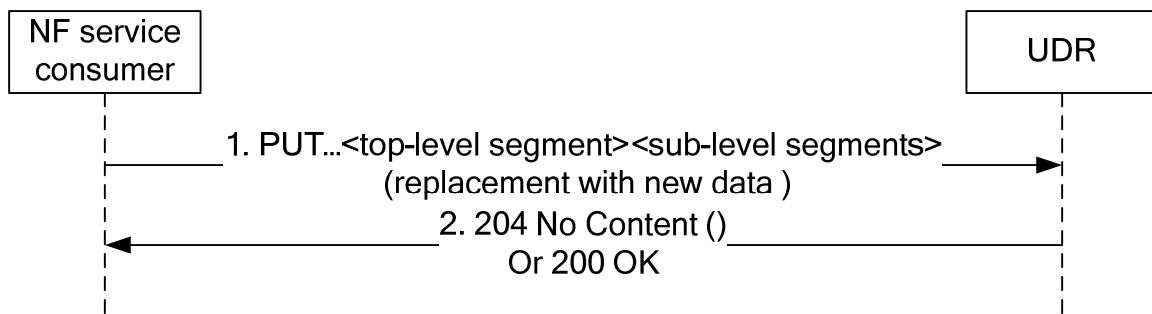 NF service
consumer
UDR
1. PUT...<top-level segment><sub-level segments>
(replacement with new data )
2. 204 No Content ()
Or 200 OK